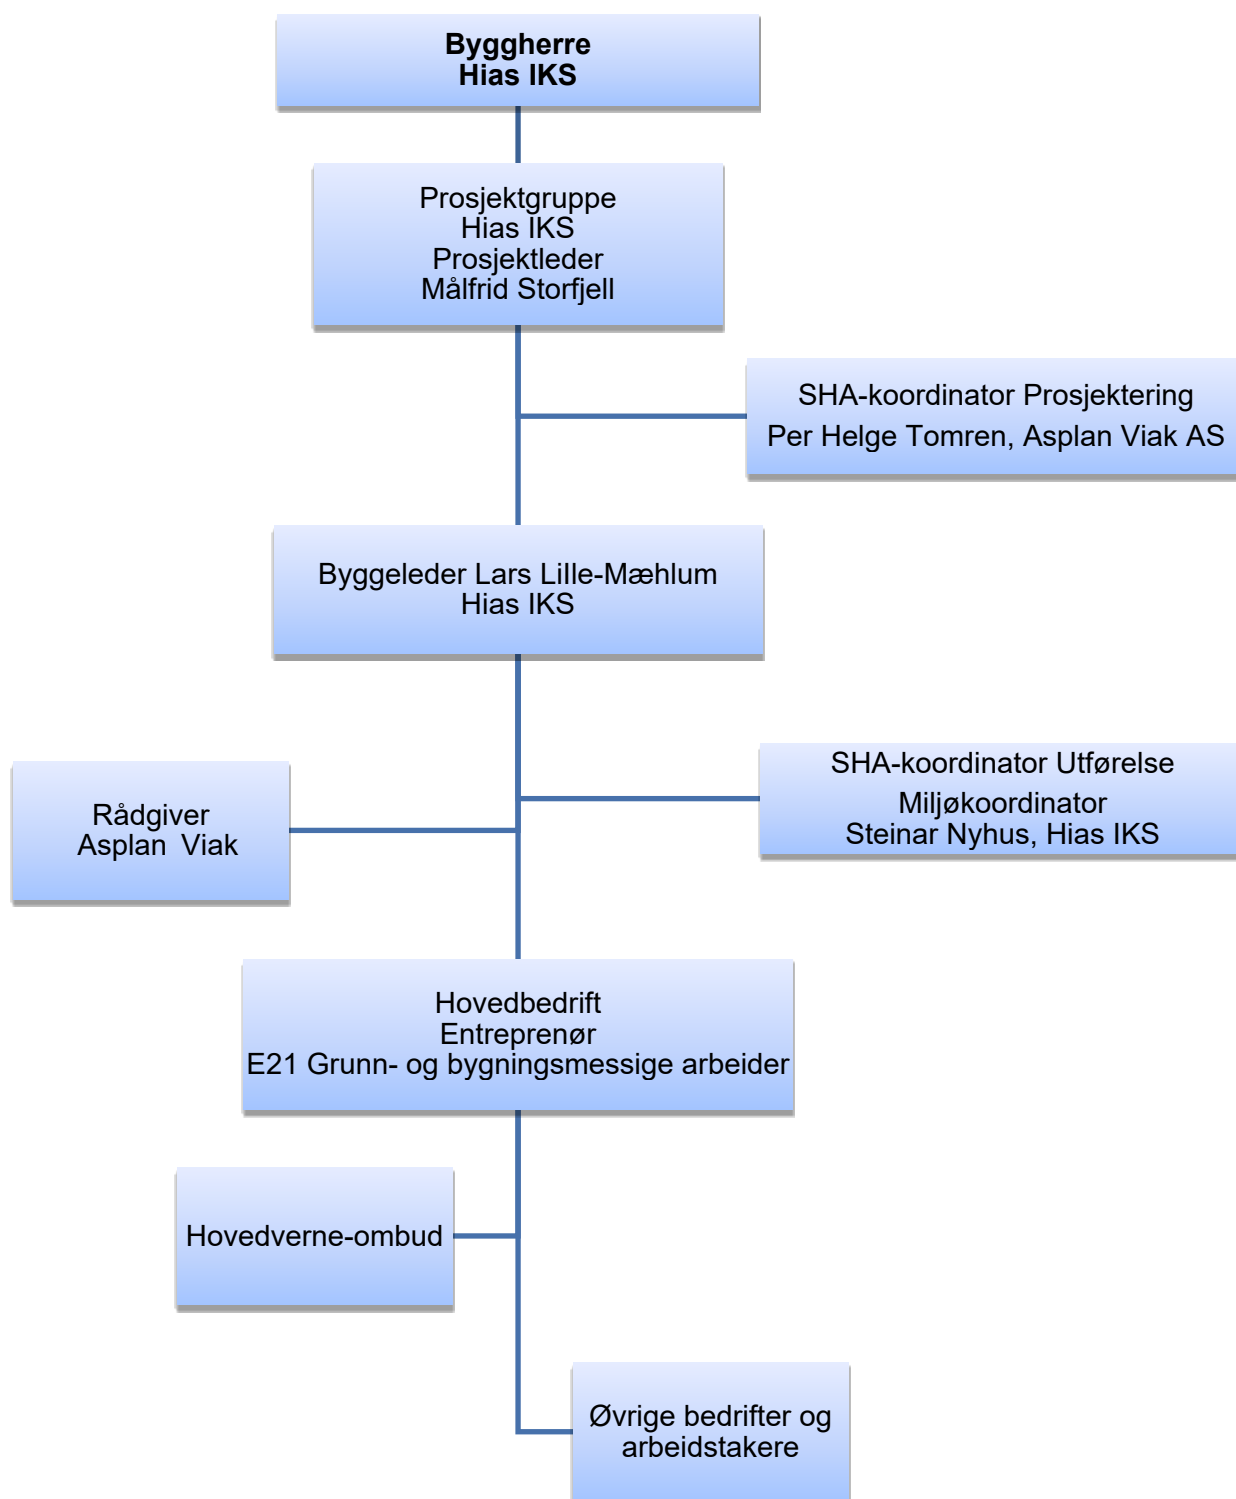 Byggherre
Hias IKS
Prosjektgruppe
Hias IKS
Prosjektleder
Målfrid Storfjell
SHA-koordinator Prosjektering
Per Helge Tomren, Asplan Viak AS
Byggeleder Lars Lille-Mæhlum
Hias IKS
SHA-koordinator Utførelse
Miljøkoordinator
Steinar Nyhus, Hias IKS
Rådgiver
Asplan Viak
Hovedbedrift
Entreprenør
E21 Grunn- og bygningsmessige arbeider
Hovedverne-ombud
Øvrige bedrifter og
arbeidstakere